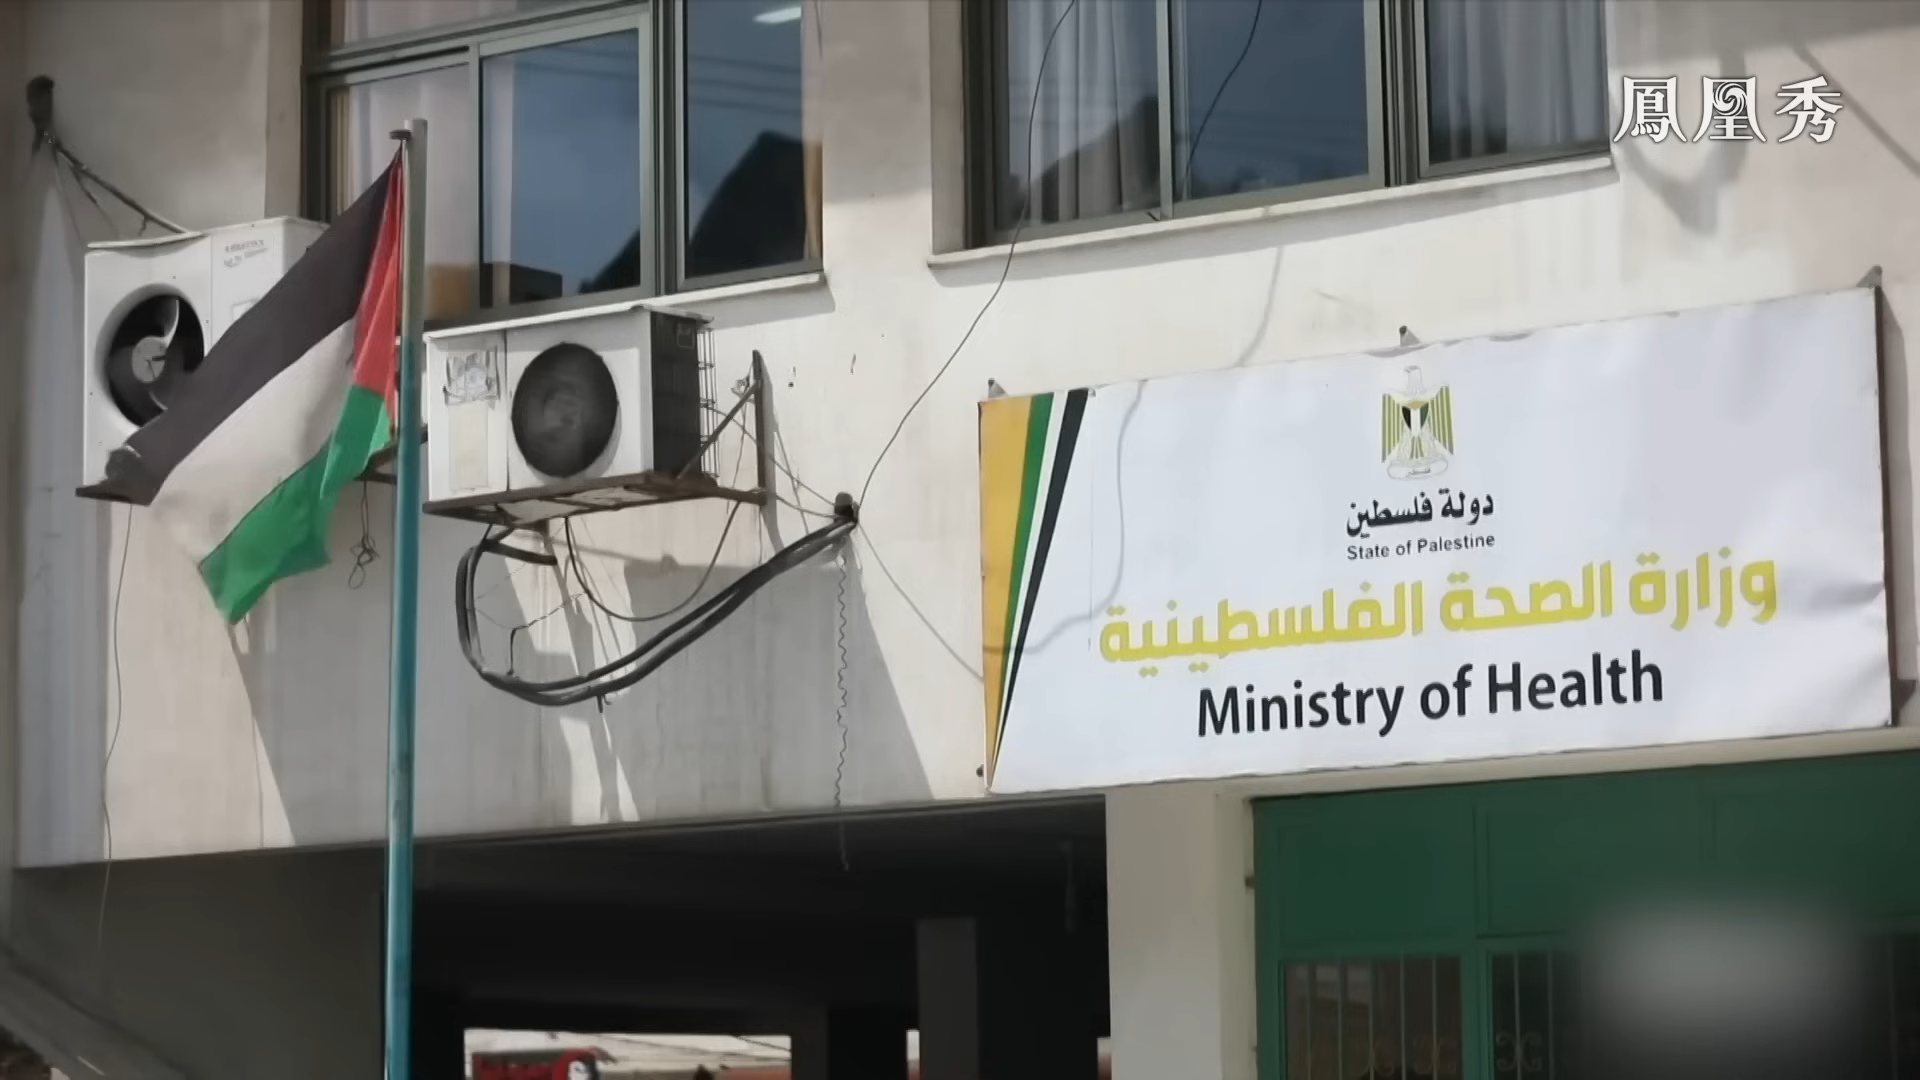 鳳凰秀
دولة فلسطين
State of Palestine
وزارة الصحة الفلسطينية
Ministry of Health